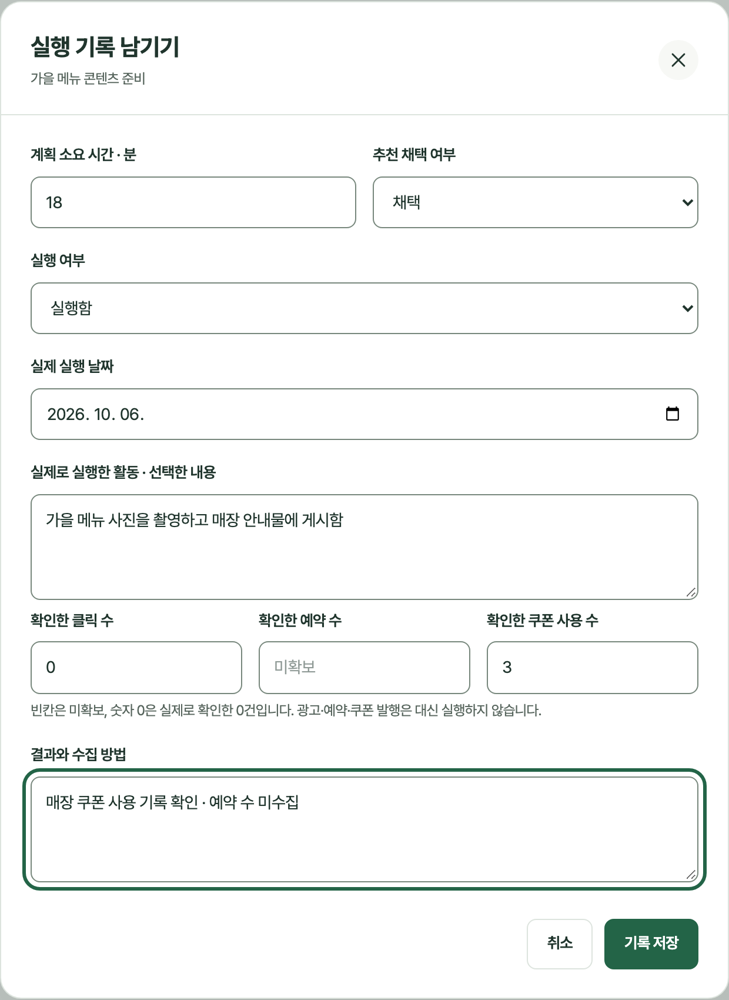 실행 기록 남기기
가을 메뉴 콘텐츠 준비
계획 소요 시간 · 분
추천 채택 여부
18
채택
실행 여부
실행함
실제 실행 날짜
2026. 10. 06.
실제로 실행한 활동 · 선택한 내용
가을 메뉴 사진을 촬영하고 매장 안내물에 게시함
확인한 클릭 수
확인한 예약 수
확인한 쿠폰 사용 수
0
미확보
3
빈칸은 미확보, 숫자 0은 실제로 확인한 0건입니다. 광고·예약·쿠폰 발행은 대신 실행하지 않습니다.
결과와 수집 방법
매장 쿠폰 사용 기록 확인 · 예약 수 미수집
취소
기록 저장